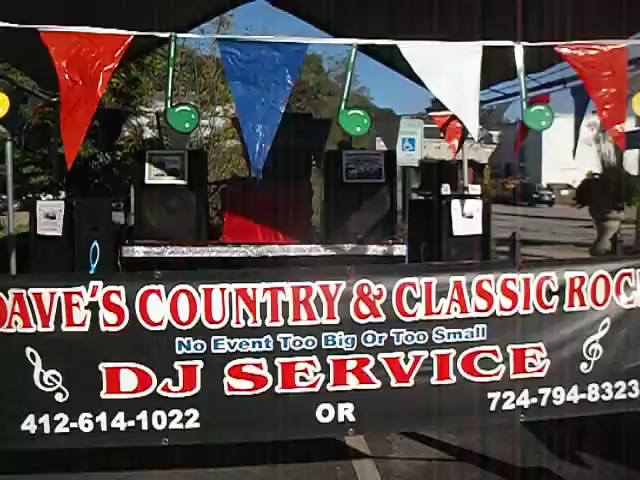 DAVE'S COUNTRY & CLASSIC ROC
No Event Too Big Or Too Small
DJ SERVICE
412-614-1022 OR 724-794-8323